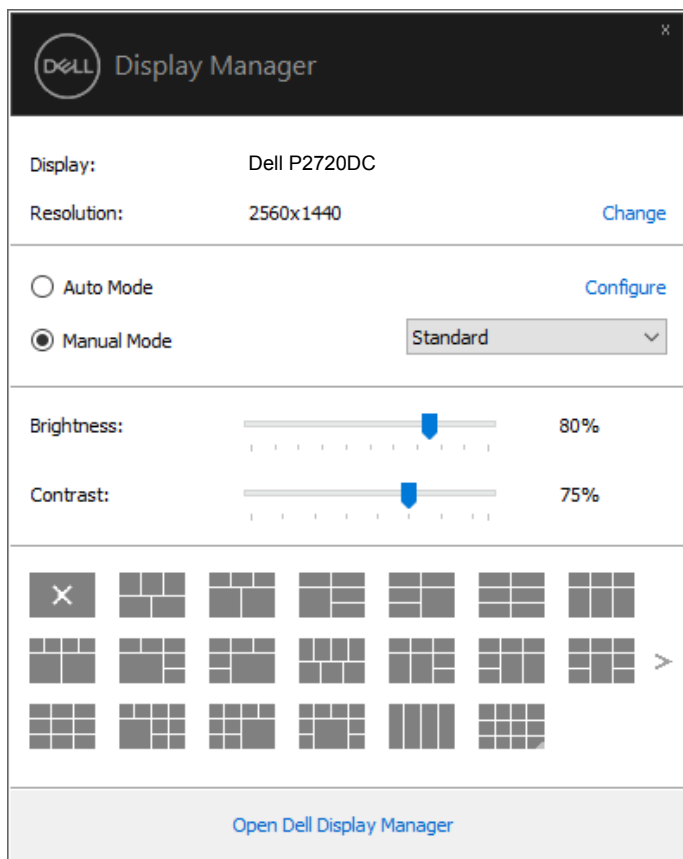 x
DELL Display Manager
Display: Dell P2720DC
Resolution: 2560x1440 Change
Auto Mode Configure
Manual Mode Standard
Brightness: 80%
Contrast: 75%
Open Dell Display Manager